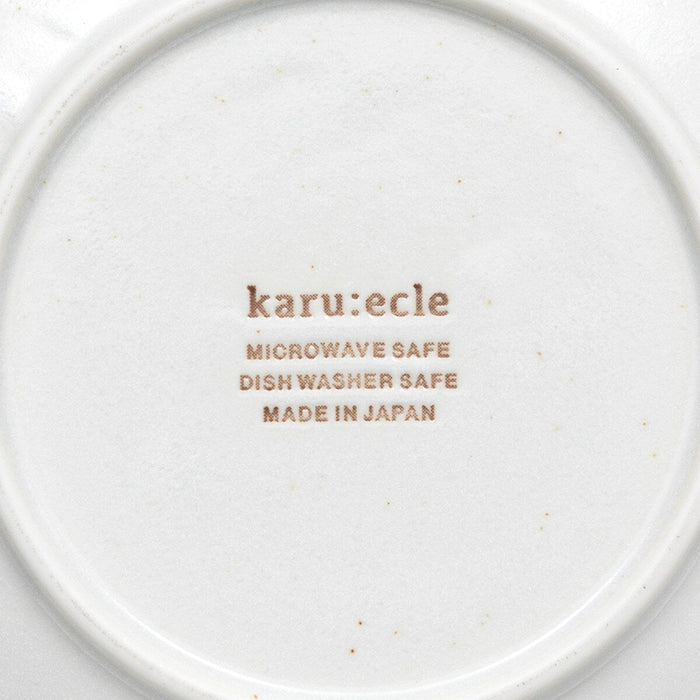 karu:ecle
MICROWAVE SAFE
DISH WASHER SAFE
MADE IN JAPAN